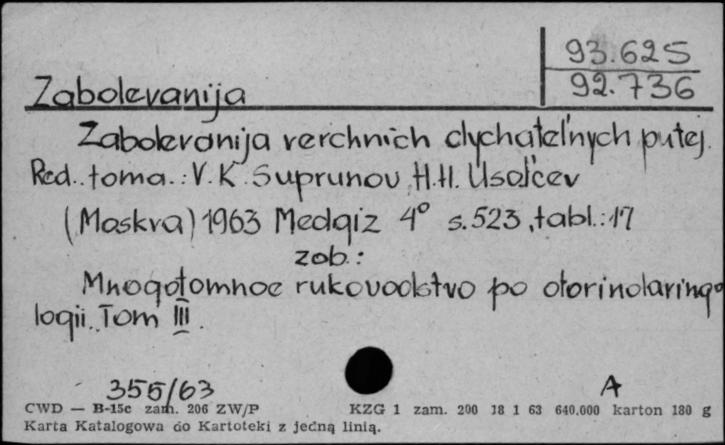 93.625
92.736
Zabolevanija
Zabolevanija verchnich dychatel'nych putej.
Red. toma.: V.K. Suprunov, H.H. Usol'cev
(Moskva) 1963 Medgiz 4° s.523, tabl.:17
zob.:
Mnogotomnoe rukovodstvo po otorinolaringo
logii. Tom III.
355/63 A
CWD — B-15c zam. 206 ZW/P KZG 1 zam. 200 18 1 63 640.000 karton 180 g
Karta Katalogowa do Kartoteki z jedną linią.